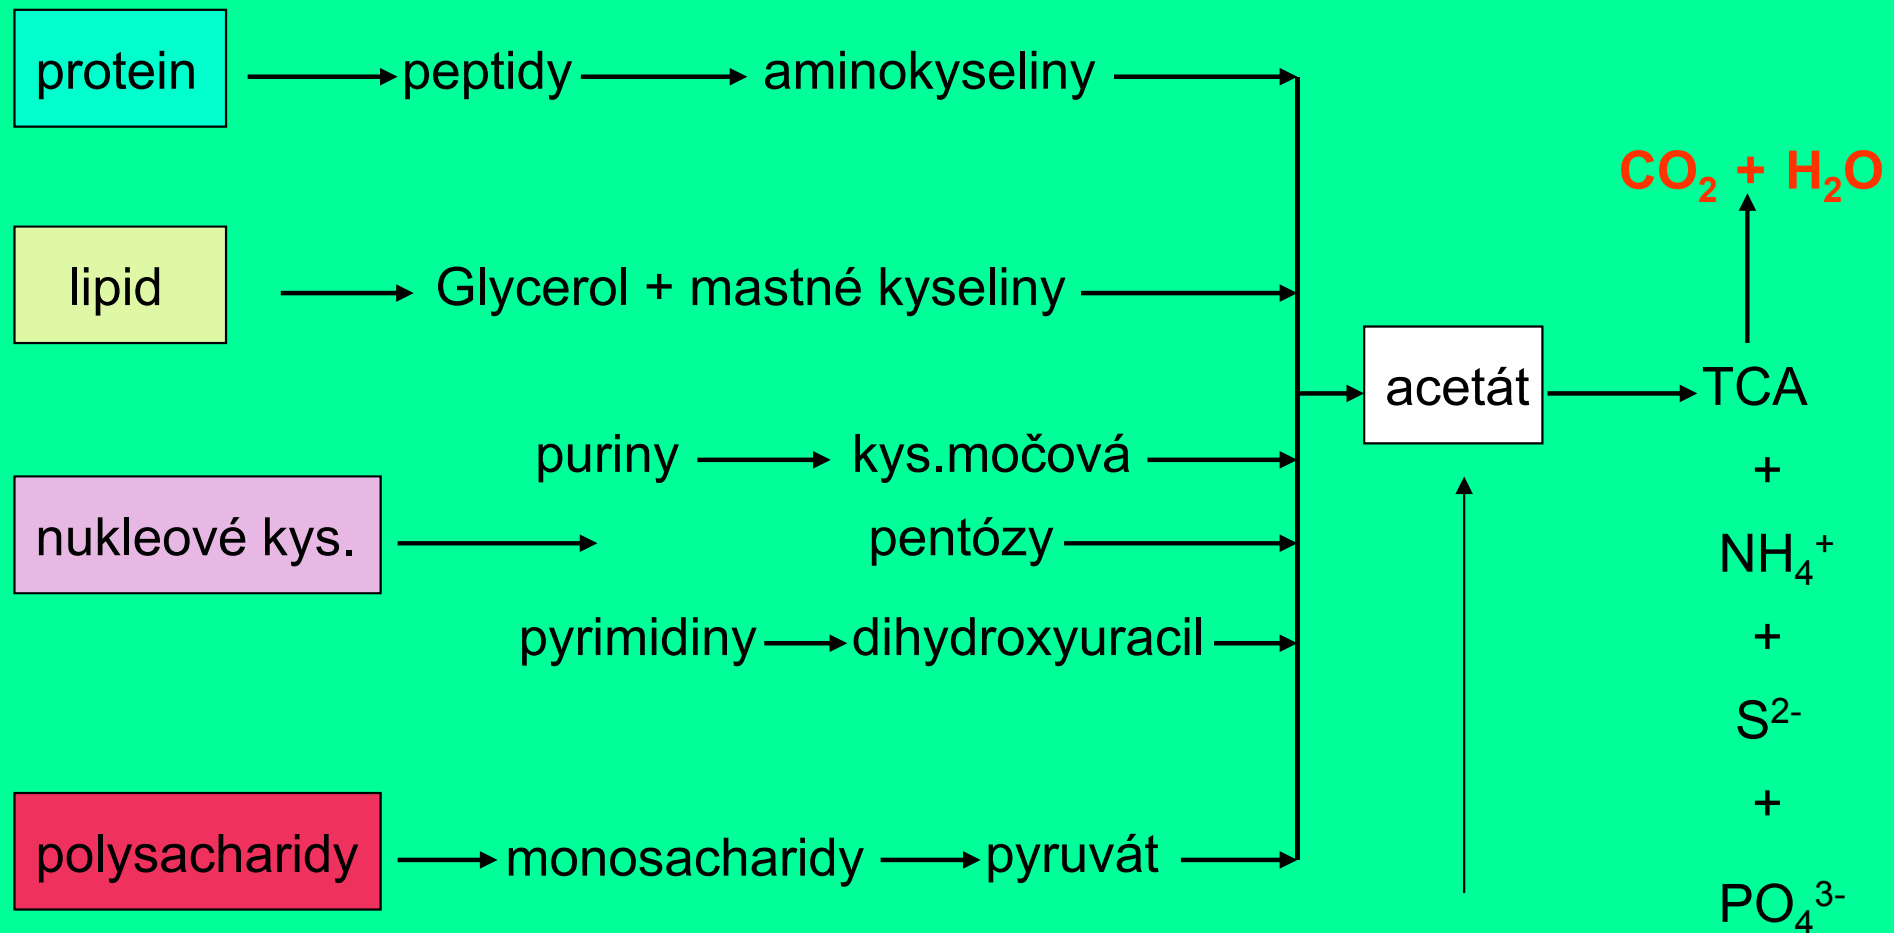 protein peptidy aminokyseliny
CO₂ + H₂O
lipid Glycerol + mastné kyseliny
acetát TCA
puriny kys.močová +
nukleové kys. pentózy NH₄⁺
pyrimidiny dihydroxyuracil +
S²⁻
+
polysacharidy monosacharidy pyruvát
PO₄³⁻